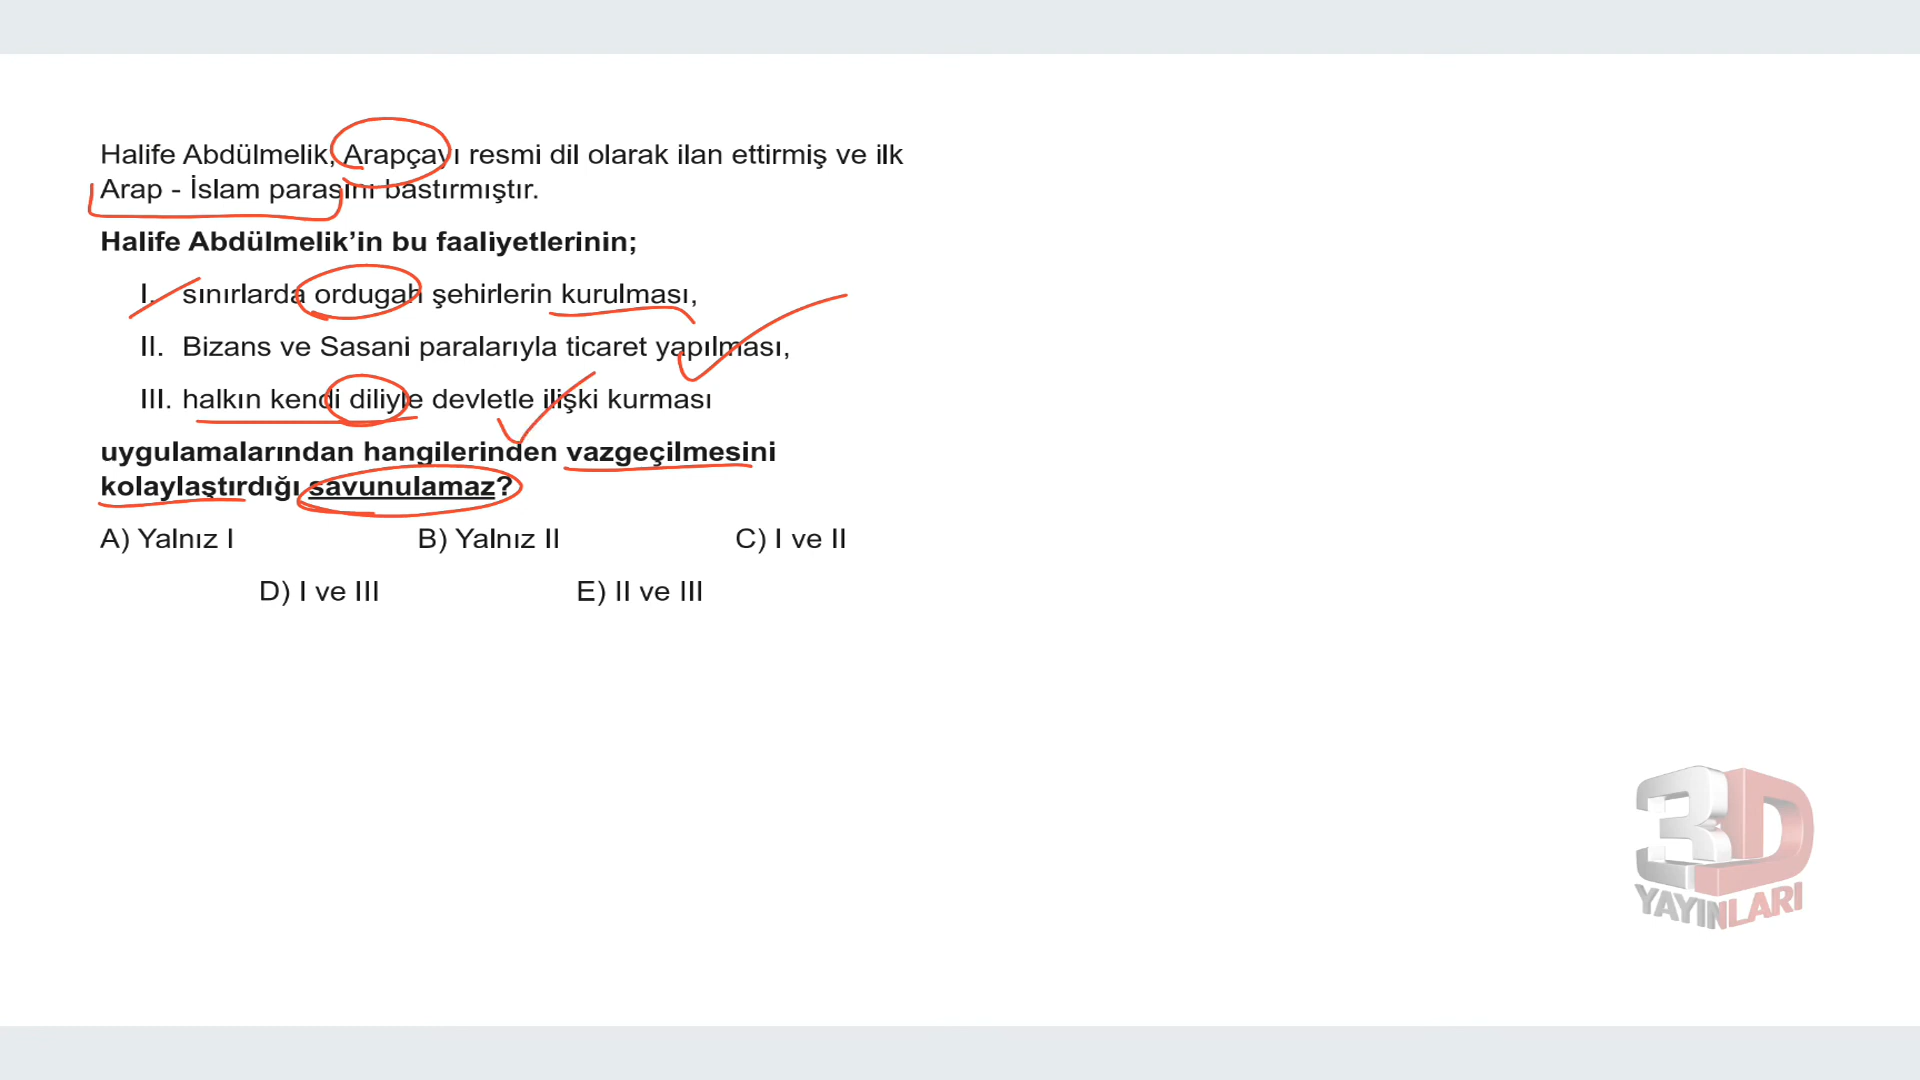 Halife Abdülmelik, Arapçayı resmi dil olarak ilan ettirmiş ve ilk
Arap - İslam parasını bastırmıştır.
Halife Abdülmelik’in bu faaliyetlerinin;
I. sınırlarda ordugah şehirlerin kurulması,
II. Bizans ve Sasani paralarıyla ticaret yapılması,
III. halkın kendi diliyle devletle ilişki kurması
uygulamalarından hangilerinden vazgeçilmesini
kolaylaştırdığı savunulamaz?
A) Yalnız I B) Yalnız II C) I ve II
D) I ve III E) II ve III
3D
YAYINLARI